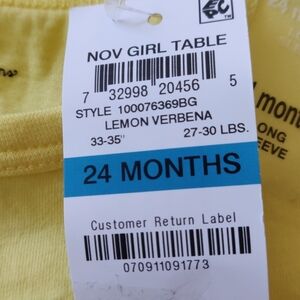 NOV GIRL TABLE
7 32998 20456 5
STYLE 100076369BG
LEMON VERBENA
33-35" 27-30 LBS.
24 MONTHS
Customer Return Label
070911091773